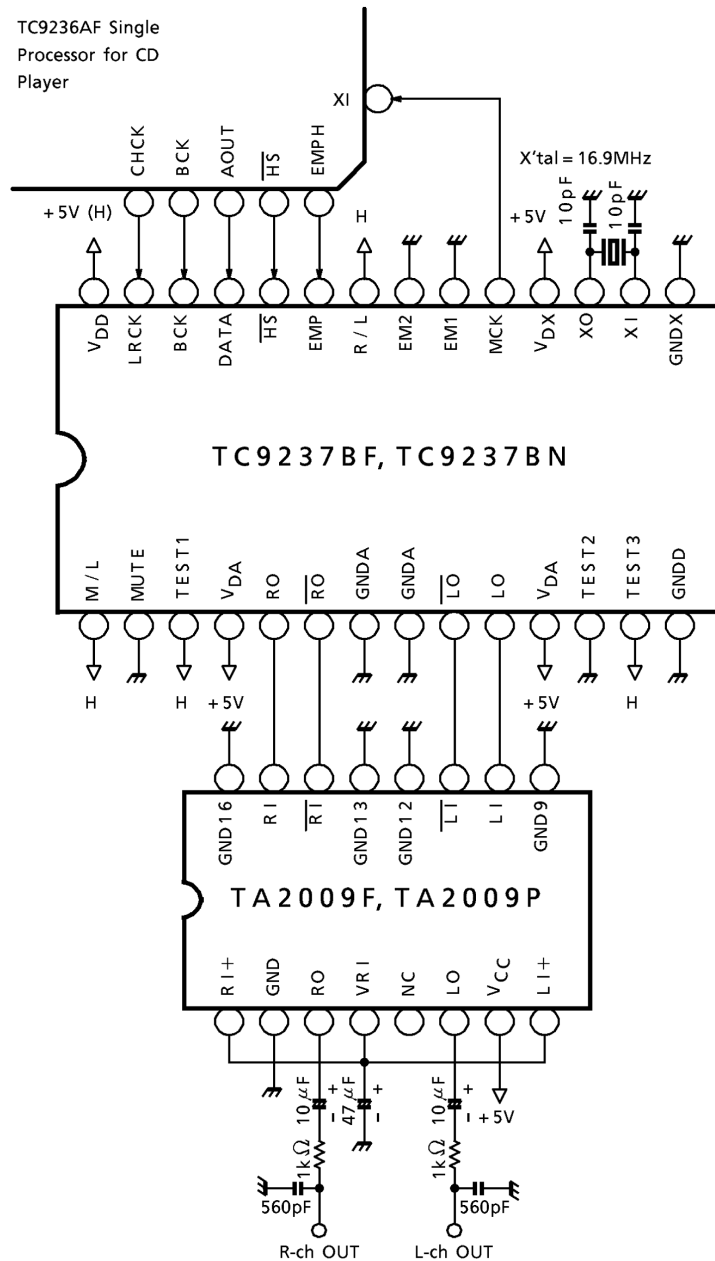 TC9236AF Single
Processor for CD
Player
XI
CHCK
BCK
AOUT
HS
EMPH
X'tal = 16.9MHz
+5V (H)
H
+5V
10pF
10pF
VDD
LRCK
BCK
DATA
HS
EMP
R/L
EM2
EM1
MCK
VDX
XO
XI
GNDX
TC9237BF, TC9237BN
M/L
MUTE
TEST1
VDA
RO
RO
GNDA
GNDA
LO
LO
VDA
TEST2
TEST3
GNDD
H
H
+5V
+5V
H
GND16
RI
RI
GND13
GND12
LI
LI
GND9
TA2009F, TA2009P
RI+
GND
RO
VRI
NC
LO
VCC
LI+
10μF
+
-
47μF
+
-
10μF
+
-
+5V
1kΩ
1kΩ
560pF
560pF
R-ch OUT
L-ch OUT